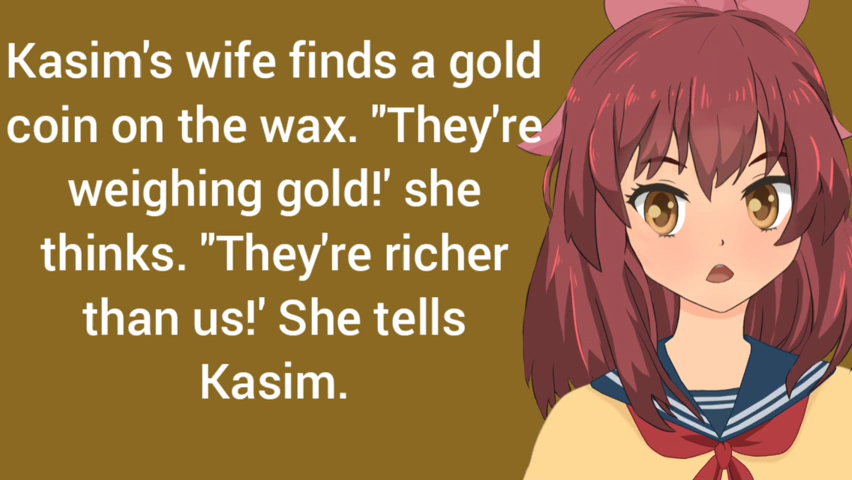 Kasim's wife finds a gold
coin on the wax. "They're
weighing gold!' she
thinks. "They're richer
than us!' She tells
Kasim.